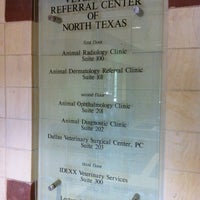 REFERRAL CENTER
OF
NORTH TEXAS
first floor
Animal Radiology Clinic
Suite 100
Animal Dermatology Referral Clinic
Suite 101
second floor
Animal Ophthalmology Clinic
Suite 201
Animal Diagnostic Clinic
Suite 202
Dallas Veterinary Surgical Center, PC
Suite 203
third floor
IDEXX Veterinary Services
Suite 300